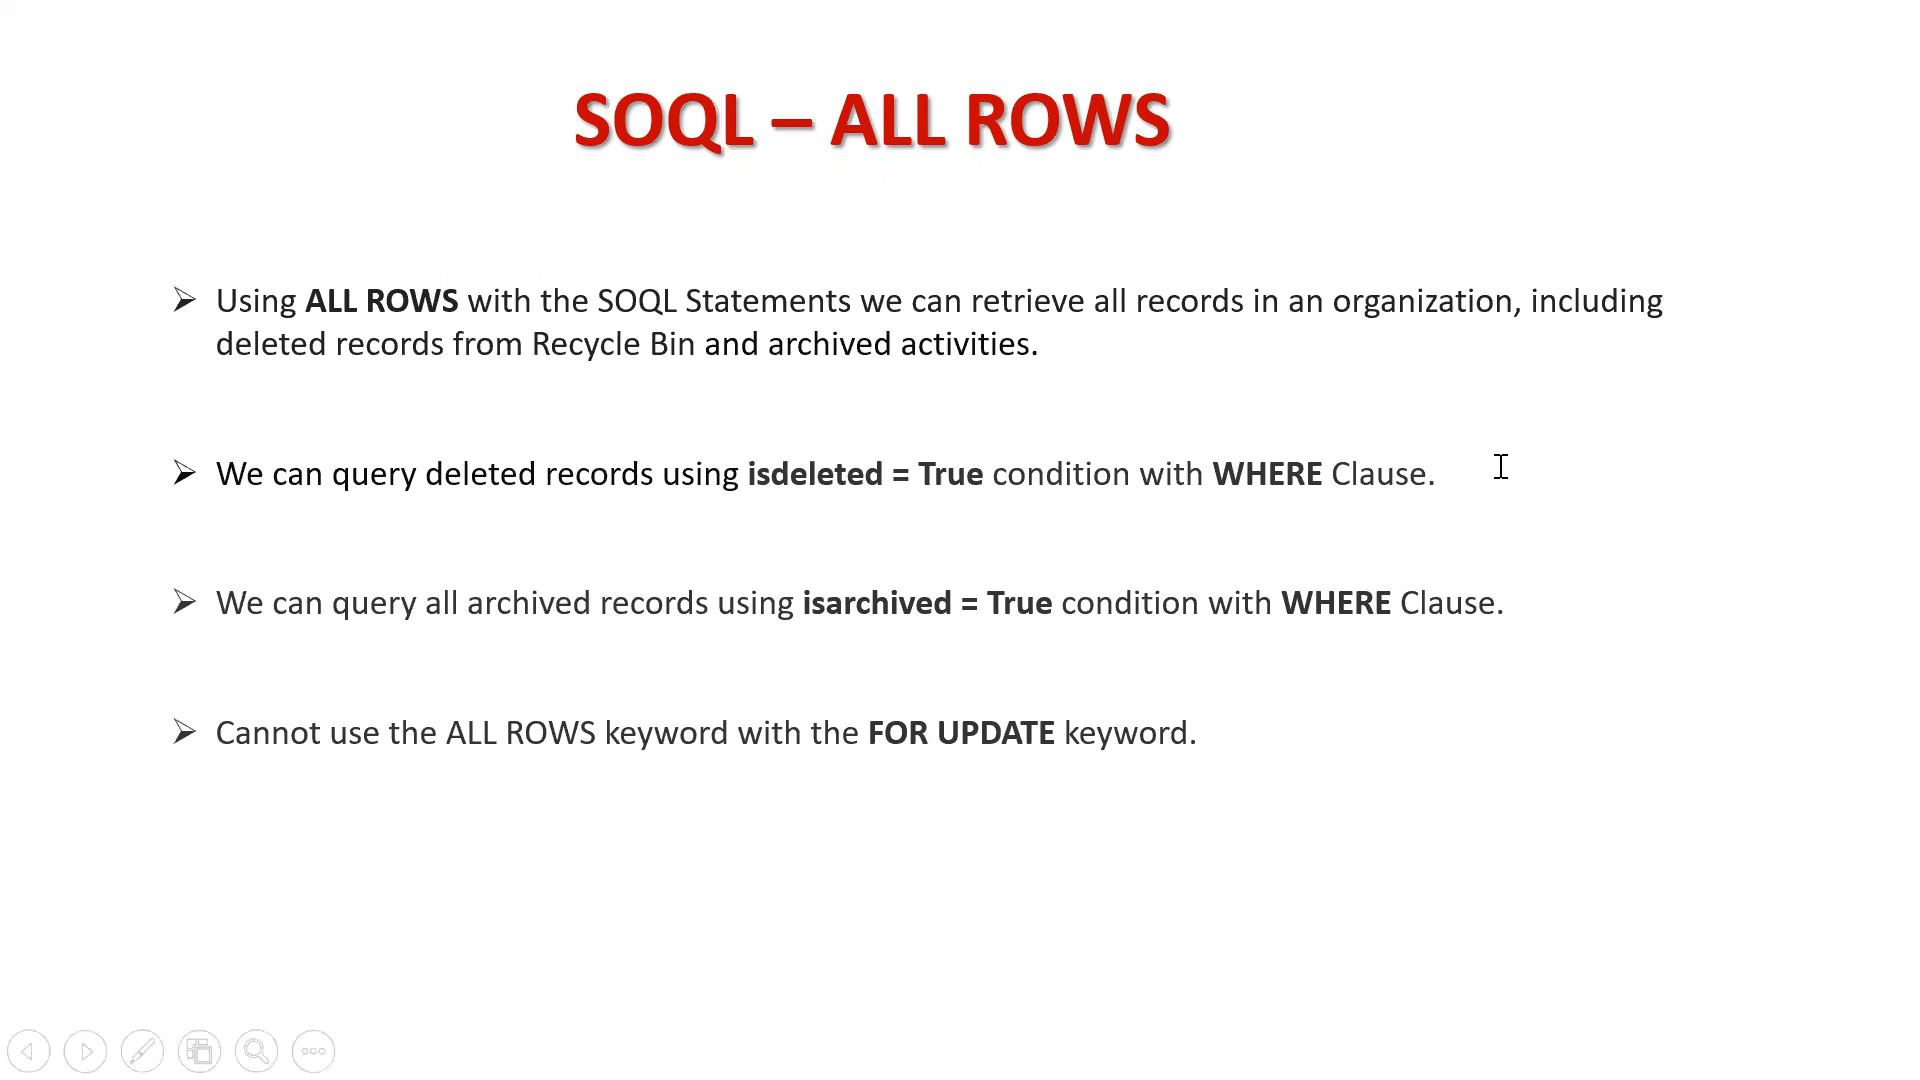 SOQL – ALL ROWS
➢ Using ALL ROWS with the SOQL Statements we can retrieve all records in an organization, including
deleted records from Recycle Bin and archived activities.
➢ We can query deleted records using isdeleted = True condition with WHERE Clause.
➢ We can query all archived records using isarchived = True condition with WHERE Clause.
➢ Cannot use the ALL ROWS keyword with the FOR UPDATE keyword.